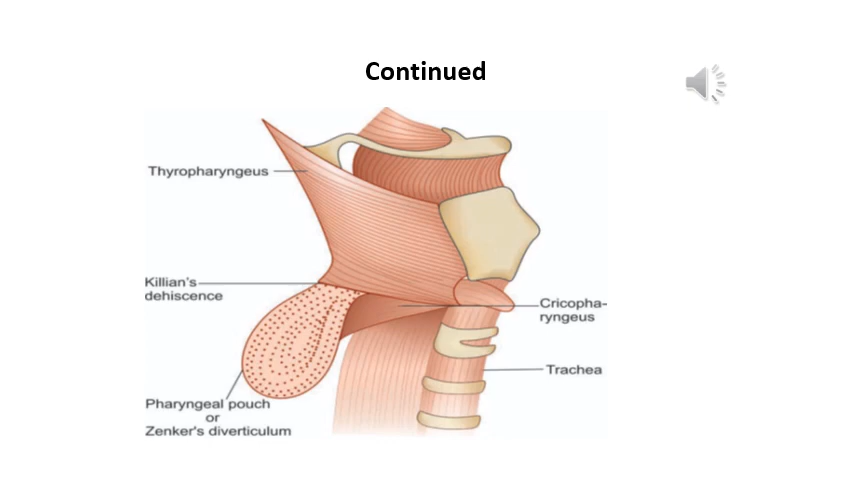 Continued
Thyropharyngeus
Killian's
dehiscence
Cricopha-
ryngeus
Trachea
Pharyngeal pouch
or
Zenker's diverticulum